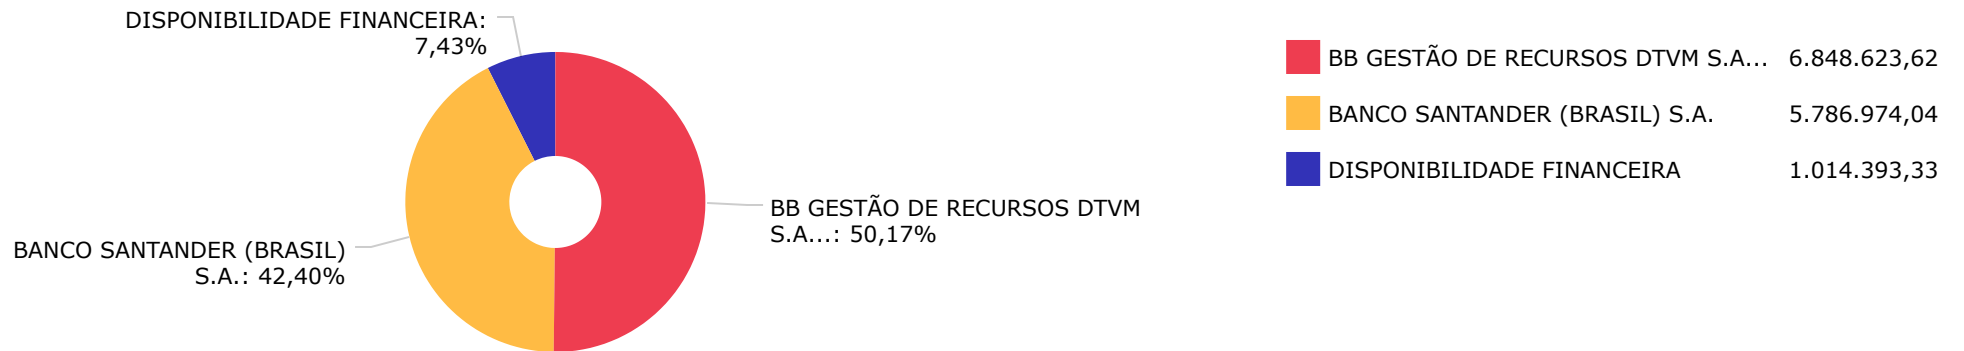 DISPONIBILIDADE FINANCEIRA:
7,43%
BB GESTÃO DE RECURSOS DTVM
S.A...: 50,17%
BANCO SANTANDER (BRASIL)
S.A.: 42,40%
BB GESTÃO DE RECURSOS DTVM S.A... 6.848.623,62
BANCO SANTANDER (BRASIL) S.A. 5.786.974,04
DISPONIBILIDADE FINANCEIRA 1.014.393,33